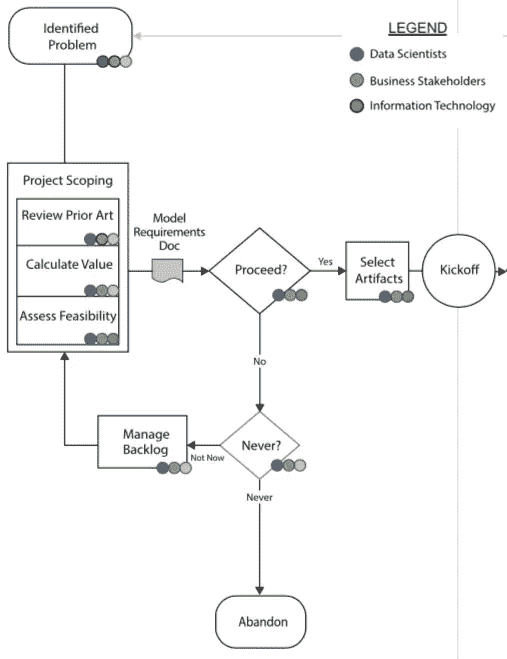 Identified
Problem
LEGEND
Data Scientists
Business Stakeholders
Information Technology
Project Scoping
Review Prior Art
Calculate Value
Assess Feasibility
Model
Requirements
Doc
Proceed?
Yes
Select
Artifacts
Kickoff
No
Manage
Backlog
Not Now
Never?
Never
Abandon